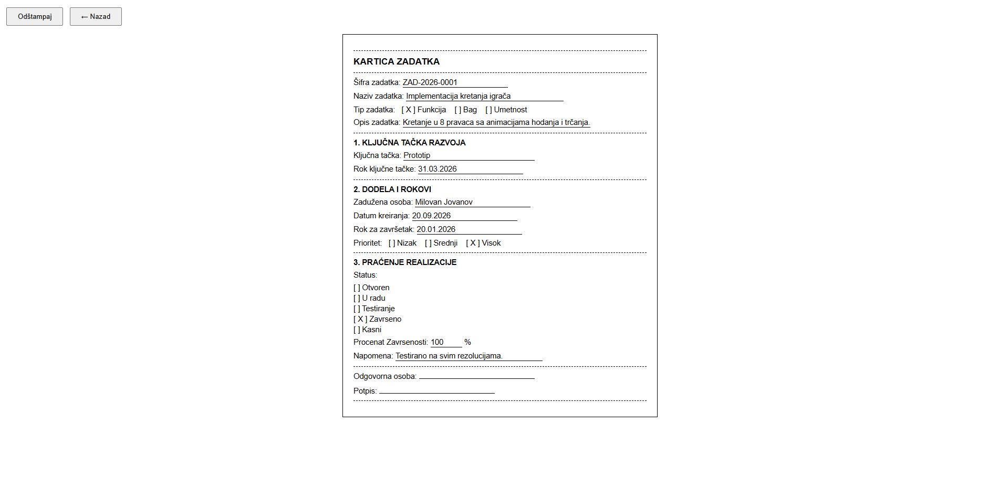 Odštampaj
← Nazad
KARTICA ZADATKA
Šifra zadatka: ZAD-2026-0001
Naziv zadatka: Implementacija kretanja igrača
Tip zadatka: [ X ] Funkcija [ ] Bag [ ] Umetnost
Opis zadatka: Kretanje u 8 pravaca sa animacijama hodanja i trčanja.
1. KLJUČNA TAČKA RAZVOJA
Ključna tačka: Prototip
Rok ključne tačke: 31.03.2026
2. DODELA I ROKOVI
Zadužena osoba: Milovan Jovanov
Datum kreiranja: 20.09.2026
Rok za završetak: 20.01.2026
Prioritet: [ ] Nizak [ ] Srednji [ X ] Visok
3. PRAĆENJE REALIZACIJE
Status:
[ ] Otvoren
[ ] U radu
[ ] Testiranje
[ X ] Zavrseno
[ ] Kasni
Procenat Zavrsenosti: 100 %
Napomena: Testirano na svim rezolucijama.
Odgovorna osoba:
Potpis: